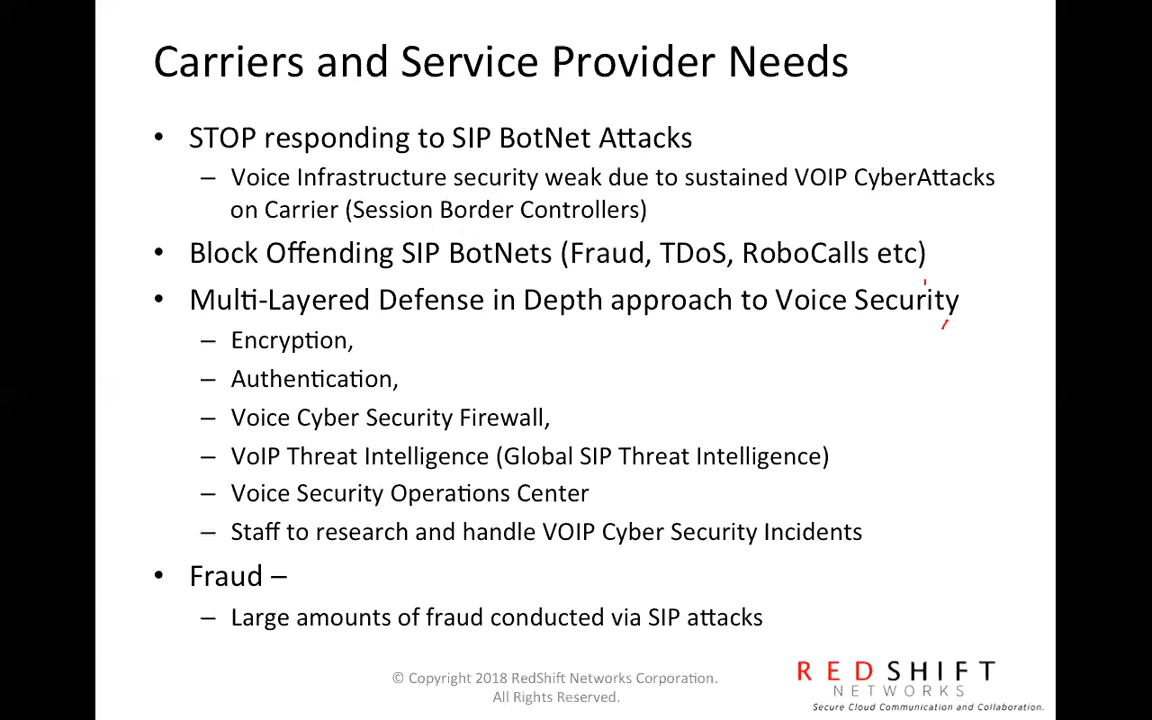 Carriers and Service Provider Needs
• STOP responding to SIP BotNet Attacks
– Voice Infrastructure security weak due to sustained VOIP CyberAttacks
on Carrier (Session Border Controllers)
• Block Offending SIP BotNets (Fraud, TDoS, RoboCalls etc)
• Multi-Layered Defense in Depth approach to Voice Security
– Encryption,
– Authentication,
– Voice Cyber Security Firewall,
– VoIP Threat Intelligence (Global SIP Threat Intelligence)
– Voice Security Operations Center
– Staff to research and handle VOIP Cyber Security Incidents
• Fraud –
– Large amounts of fraud conducted via SIP attacks
© Copyright 2018 RedShift Networks Corporation.
All Rights Reserved.
REDSHIFT
NETWORKS
Secure Cloud Communication and Collaboration.